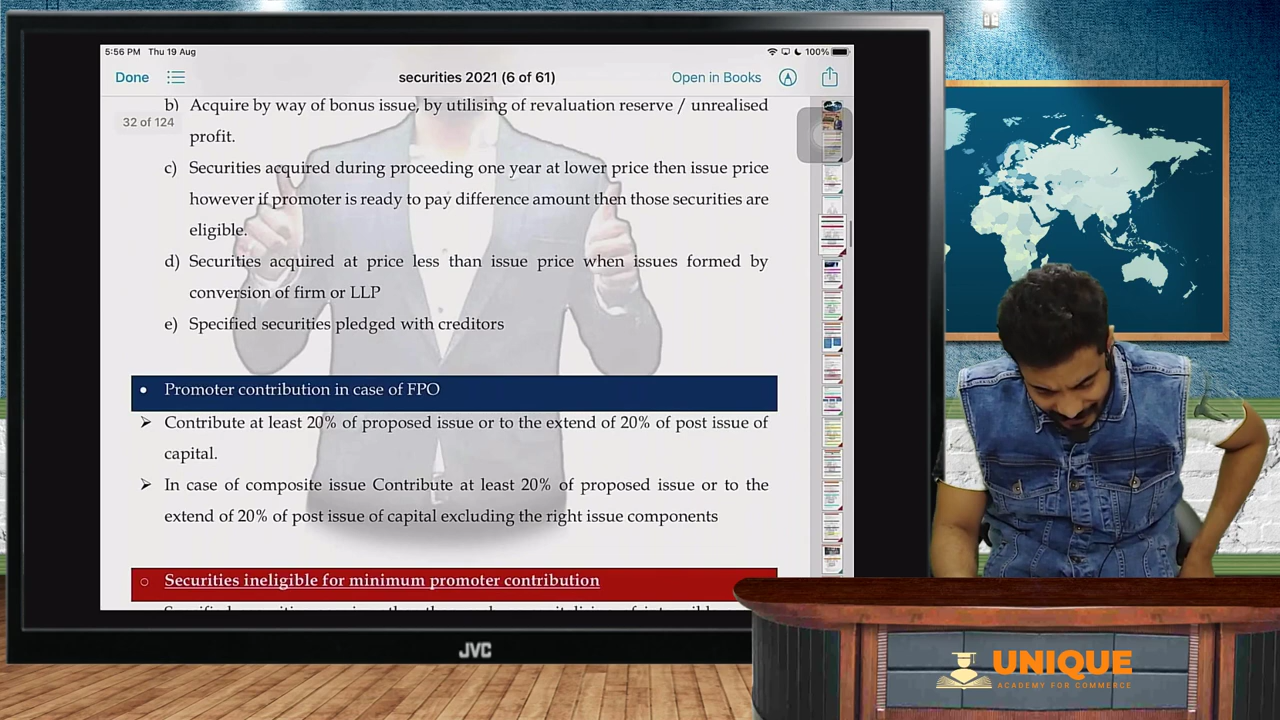 5:56 PM Thu 19 Aug
100%
Done
securities 2021 (6 of 61)
Open in Books
b) Acquire by way of bonus issue, by utilising of revaluation reserve / unrealised
32 of 124
profit.
c) Securities acquired during proceeding one year at lower price then issue price
however if promoter is ready to pay difference amount then those securities are
eligible.
d) Securities acquired at price less than issue price when issues formed by
conversion of firm or LLP
e) Specified securities pledged with creditors
• Promoter contribution in case of FPO
➢ Contribute at least 20% of proposed issue or to the extend of 20% of post issue of
capital.
➢ In case of composite issue Contribute at least 20% of proposed issue or to the
extend of 20% of post issue of capital excluding the right issue components
○ Securities ineligible for minimum promoter contribution
JVC
UNIQUE
ACADEMY FOR COMMERCE